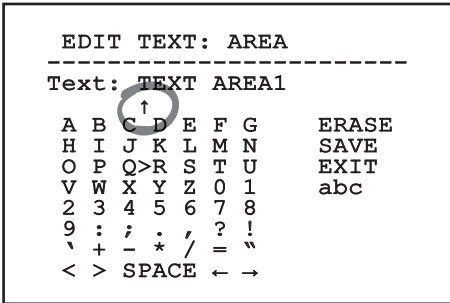 EDIT TEXT: AREA
------------------------
Text: TEXT AREA1
↑
A B C D E F G ERASE
H I J K L M N SAVE
O P Q>R S T U EXIT
V W X Y Z 0 1 abc
2 3 4 5 6 7 8
9 : ; . , ? !
‵ + - * / = ‶
< > SPACE ← →